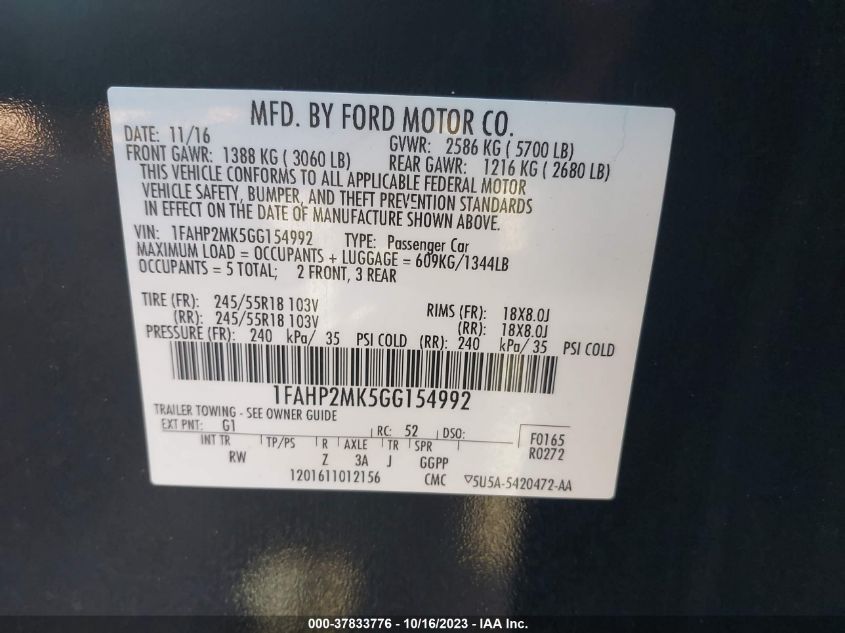 MFD. BY FORD MOTOR CO.
DATE: 11/16 GVWR: 2586 KG ( 5700 LB)
FRONT GAWR: 1388 KG ( 3060 LB) REAR GAWR: 1216 KG ( 2680 LB)
THIS VEHICLE CONFORMS TO ALL APPLICABLE FEDERAL MOTOR
VEHICLE SAFETY, BUMPER, AND THEFT PREVENTION STANDARDS
IN EFFECT ON THE DATE OF MANUFACTURE SHOWN ABOVE.
VIN: 1FAHP2MK5GG154992 TYPE: Passenger Car
MAXIMUM LOAD = OCCUPANTS + LUGGAGE = 609KG/1344LB
OCCUPANTS = 5 TOTAL; 2 FRONT, 3 REAR
TIRE (FR): 245/55R18 103V RIMS (FR): 18X8.0J
(RR): 245/55R18 103V (RR): 18X8.0J
PRESSURE (FR): 240 kPa/ 35 PSI COLD (RR): 240 kPa/ 35 PSI COLD
1FAHP2MK5GG154992
TRAILER TOWING - SEE OWNER GUIDE
EXT PNT: G1 RC: 52 DSO: F0165
INT TR TP/PS R AXLE TR SPR R0272
RW Z 3A J GGPP
1201611012156 CMC ▽5U5A-5420472-AA
000-37833776 - 10/16/2023 - IAA Inc.